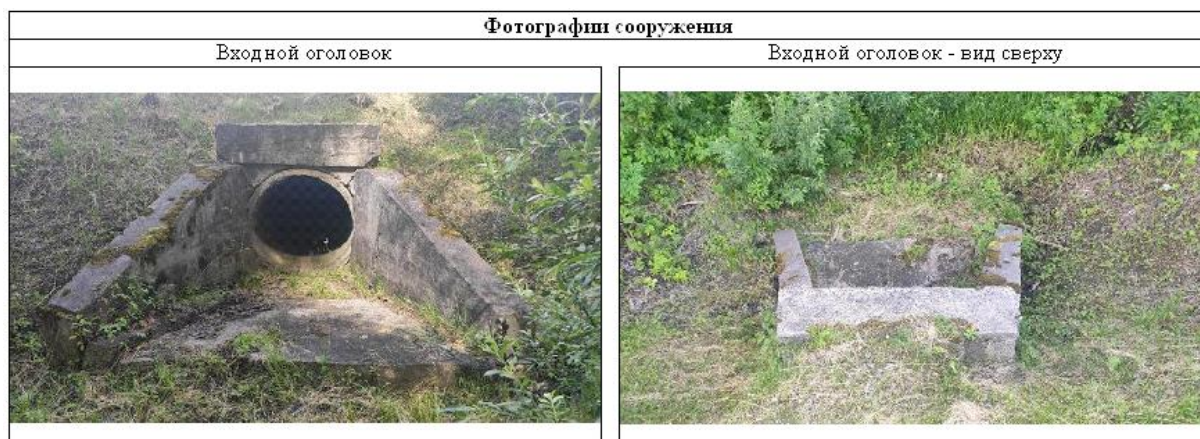 Фотографии сооружения
Входной оголовок
Входной оголовок - вид сверху